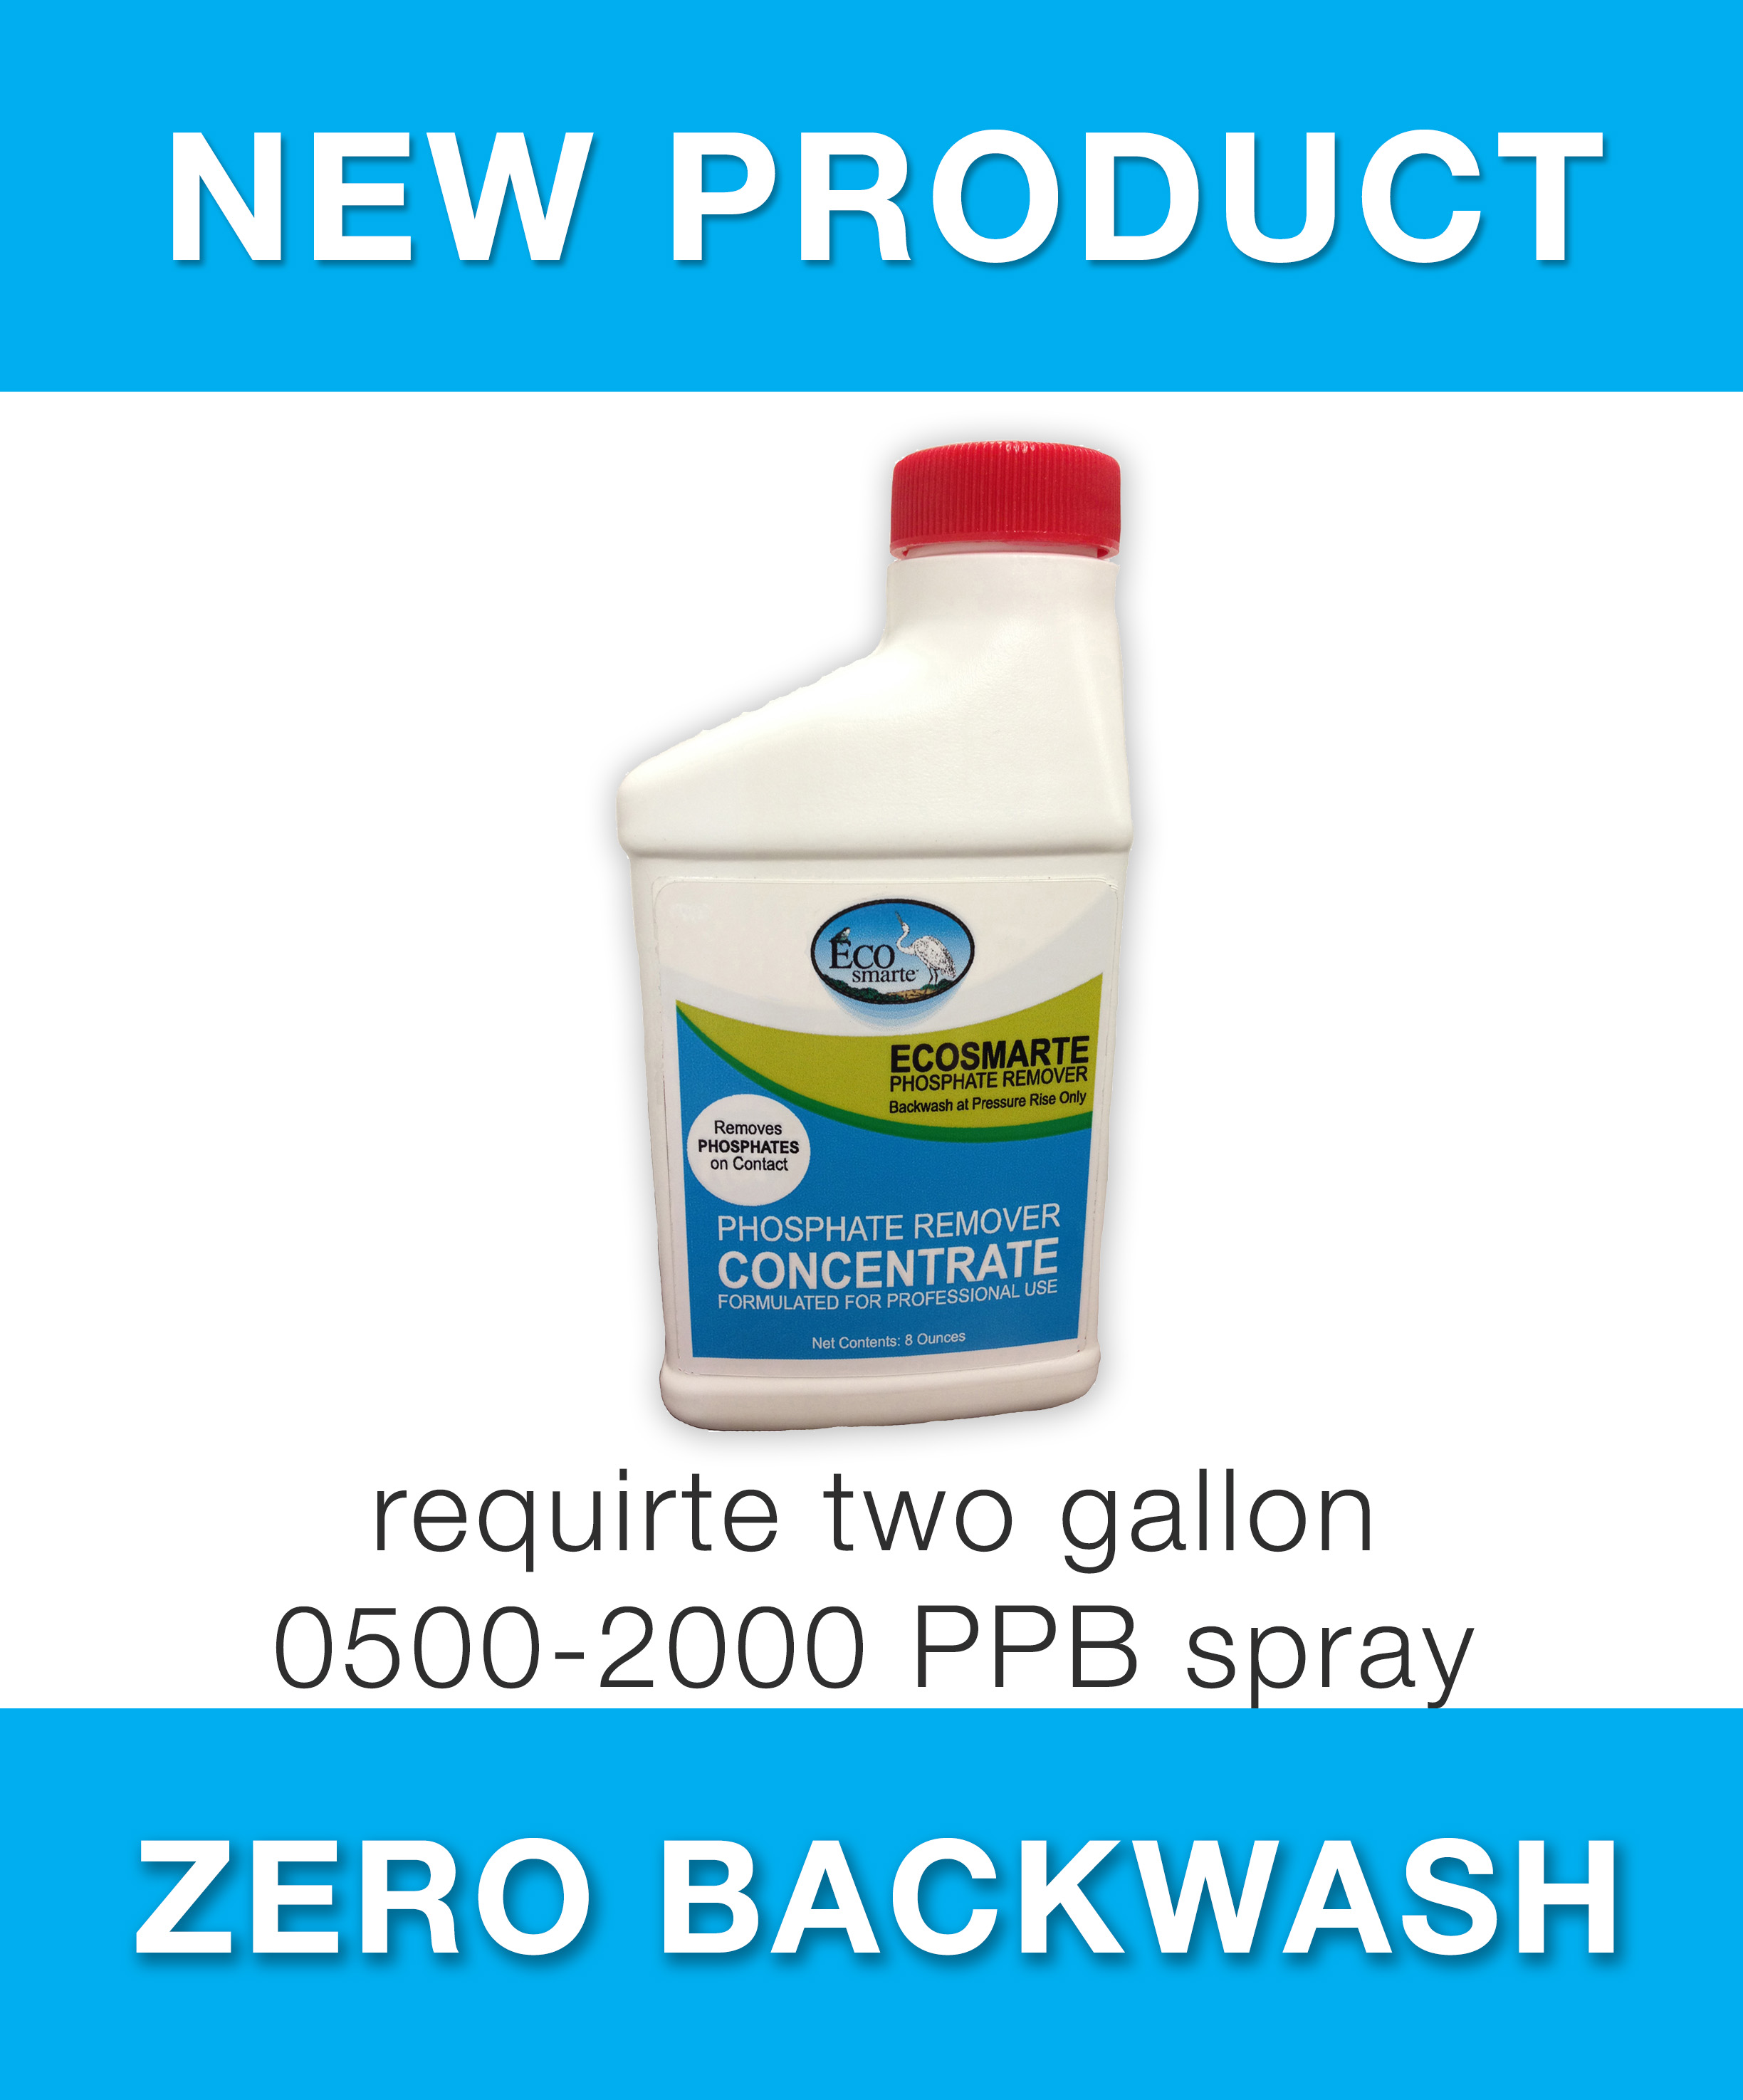 NEW PRODUCT
Eco
smarte
ECOSMARTE
PHOSPHATE REMOVER
Backwash at Pressure Rise Only
Removes
PHOSPHATES
on Contact
PHOSPHATE REMOVER
CONCENTRATE
FORMULATED FOR PROFESSIONAL USE
Net Contents: 8 Ounces
requirte two gallon
0500-2000 PPB spray
ZERO BACKWASH